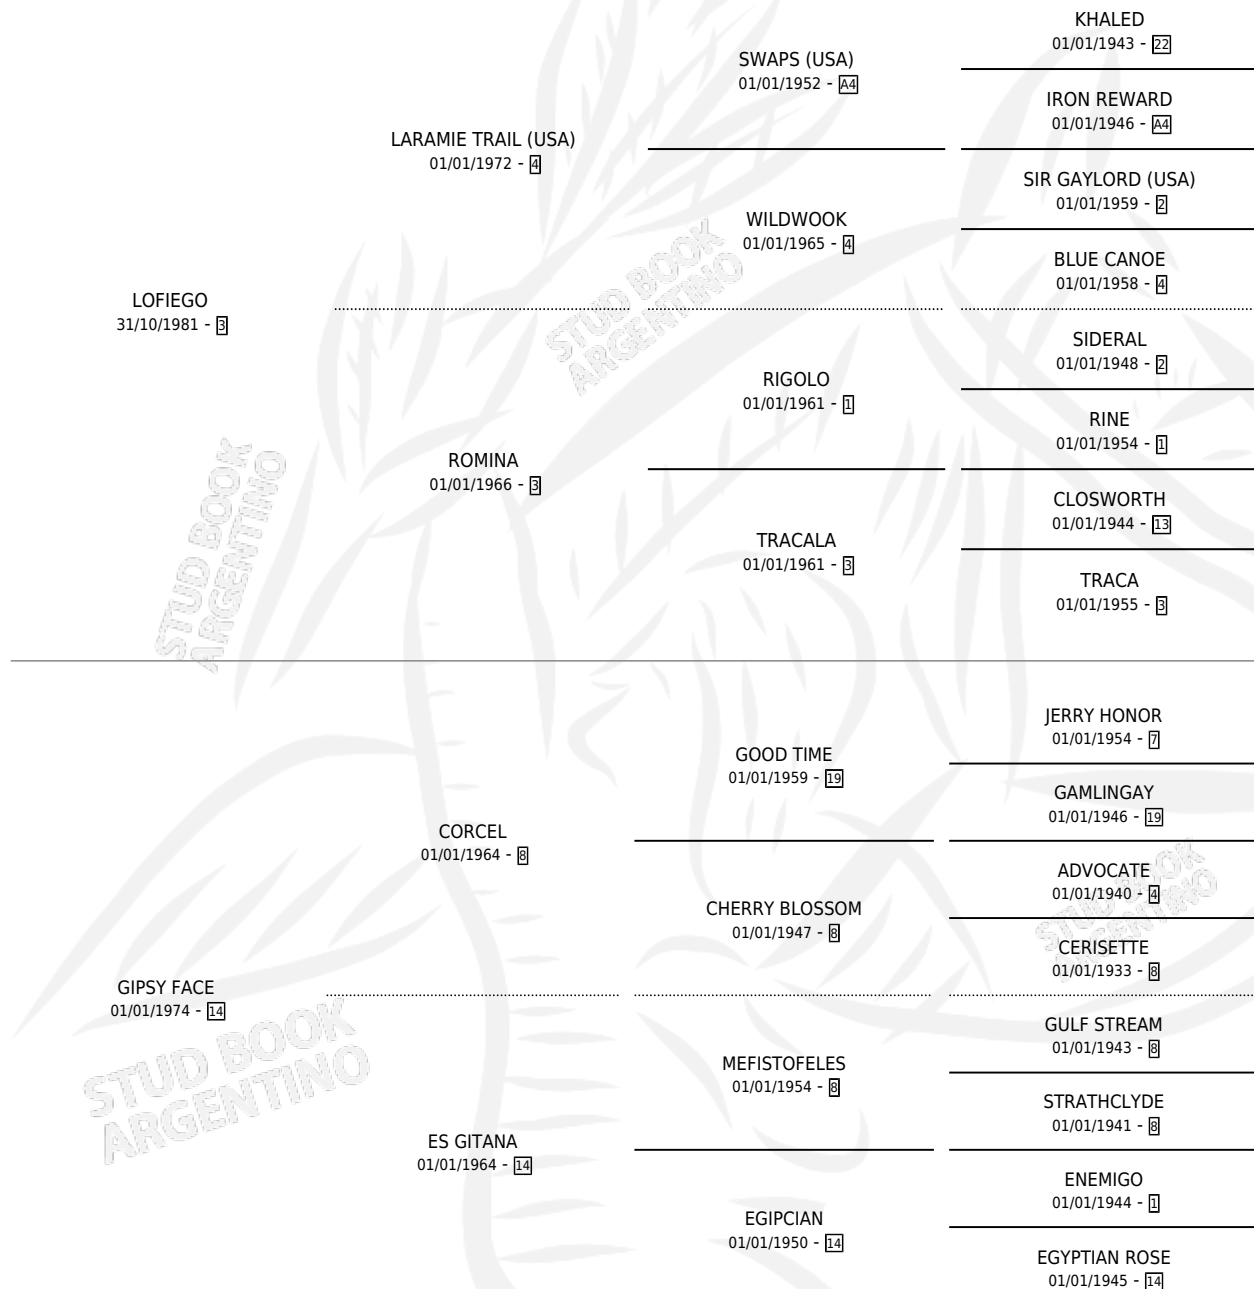 KHALED
01/01/1943 - 22
SWAPS (USA)
01/01/1952 - A4
IRON REWARD
01/01/1946 - A4
LARAMIE TRAIL (USA)
01/01/1972 - 4
SIR GAYLORD (USA)
01/01/1959 - 2
WILDWOOK
01/01/1965 - 4
BLUE CANOE
01/01/1958 - 4
LOFIEGO
31/10/1981 - 3
SIDERAL
01/01/1948 - 2
RIGOLO
01/01/1961 - 1
RINE
01/01/1954 - 1
ROMINA
01/01/1966 - 3
CLOSWORTH
01/01/1944 - 13
TRACALA
01/01/1961 - 3
TRACA
01/01/1955 - 3
JERRY HONOR
01/01/1954 - 7
GOOD TIME
01/01/1959 - 19
GAMLINGAY
01/01/1946 - 19
CORCEL
01/01/1964 - 8
ADVOCATE
01/01/1940 - 4
CHERRY BLOSSOM
01/01/1947 - 8
CERISETTE
01/01/1933 - 8
GIPSY FACE
01/01/1974 - 14
GULF STREAM
01/01/1943 - 8
MEFISTOFELES
01/01/1954 - 8
STRATHCLYDE
01/01/1941 - 8
ES GITANA
01/01/1964 - 14
ENEMIGO
01/01/1944 - 1
EGIPCIAN
01/01/1950 - 14
EGYPTIAN ROSE
01/01/1945 - 14
STUD BOOK
ARGENTINO
STUD BOOK
ARGENTINO
STUD BOOK
ARGENTINO
STUD BOOK
ARGENTINO